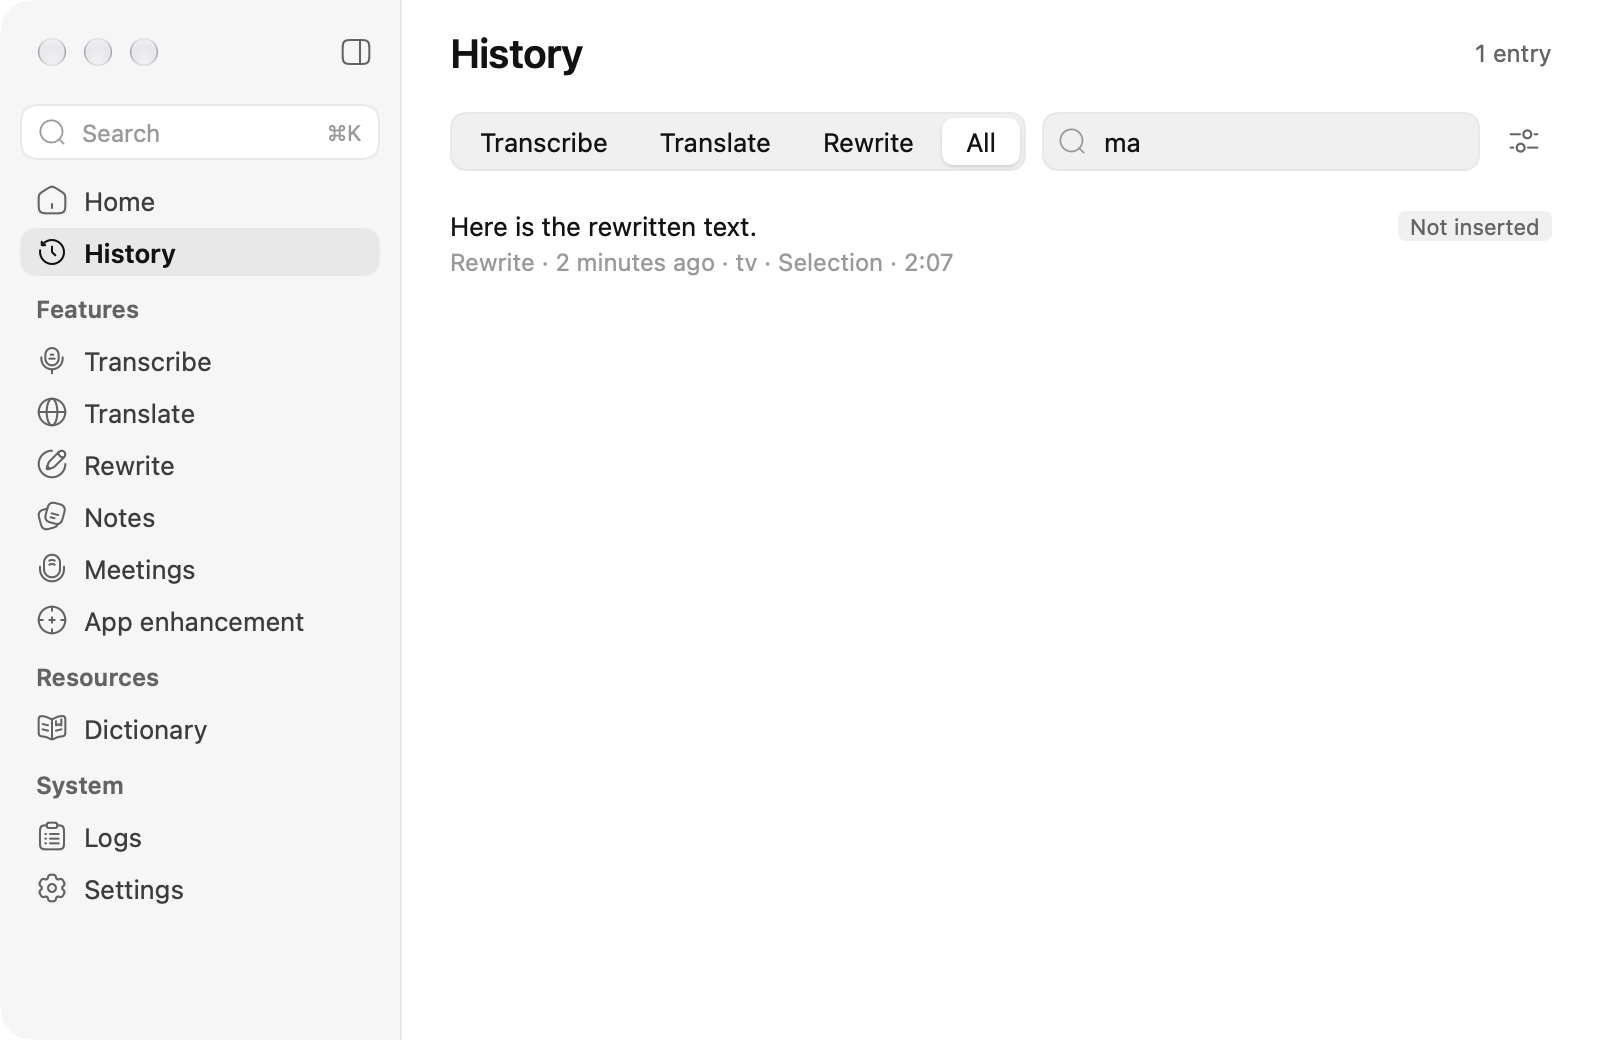 Search ⌘K
Home
History
Features
Transcribe
Translate
Rewrite
Notes
Meetings
App enhancement
Resources
Dictionary
System
Logs
Settings
History
1 entry
Transcribe Translate Rewrite All
ma
Here is the rewritten text.
Not inserted
Rewrite · 2 minutes ago · tv · Selection · 2:07